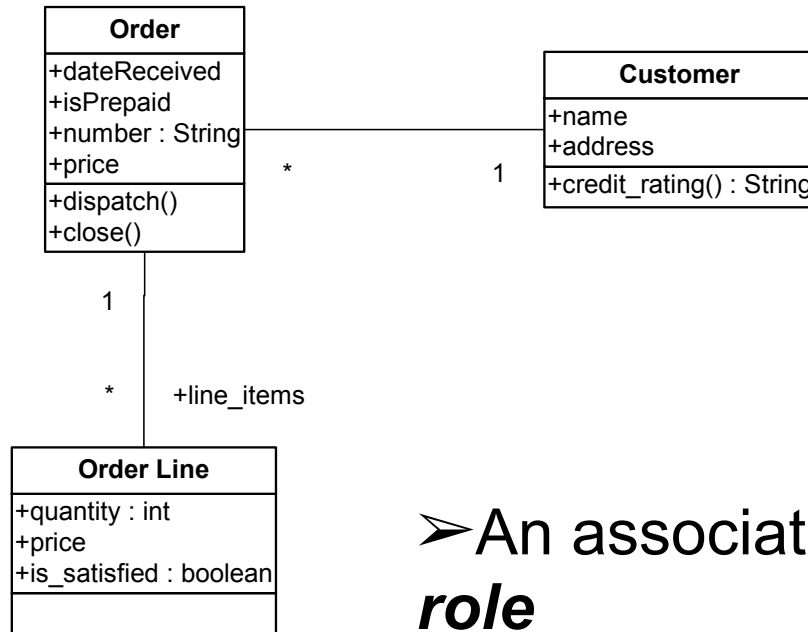 Order
+dateReceived
+isPrepaid
+number : String
+price
+dispatch()
+close()
Customer
+name
+address
+credit_rating() : String
*
1
1
*
+line_items
Order Line
+quantity : int
+price
+is_satisfied : boolean
➢An associat
role